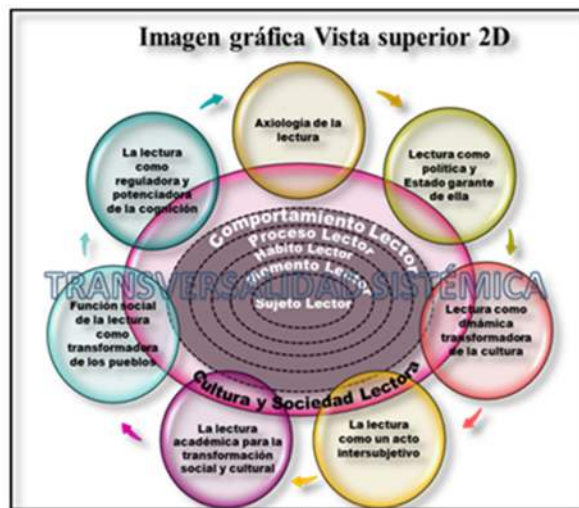 Imagen gráfica Vista superior 2D
Axiología de la
lectura
Lectura como
política y
Estado garante
de ella
Lectura como
dinámica
transformadora
de la cultura
La lectura
como un acto
intersubjetivo
La lectura
académica para la
transformación
social y cultural
Función social
de la lectura
como
transformadora
de los pueblos
La lectura
como
reguladora y
potenciadora
de la cognición
Comportamiento Lector
Proceso Lector
Hábito Lector
Lector
Sujeto Lector
Cultura y Sociedad Lectora
TRANSVERSALIDAD SISTÉMICA